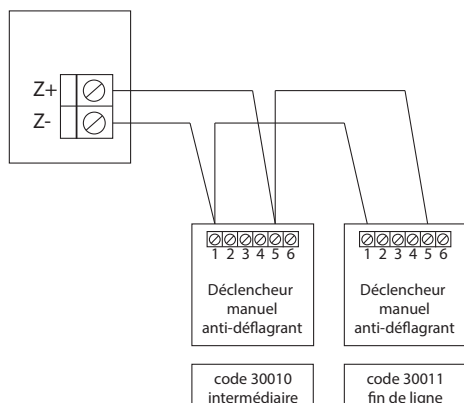 Z+
Z-
1 2 3 4 5 6
Déclencheur
manuel
anti-déflagrant
1 2 3 4 5 6
Déclencheur
manuel
anti-déflagrant
code 30010
intermédiaire
code 30011
fin de ligne